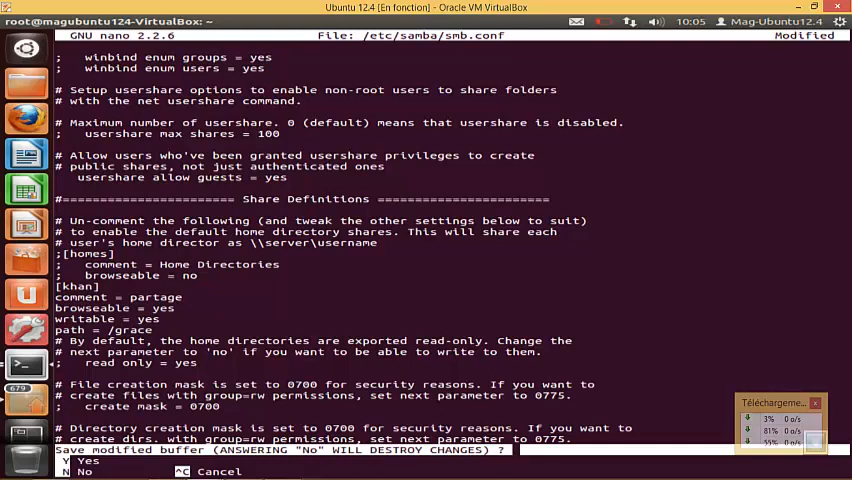 Ubuntu 12.4 [En fonction] - Oracle VM VirtualBox
root@magubuntu124-VirtualBox: ~
10:05
Mag-Ubuntu12.4
GNU nano 2.2.6 File: /etc/samba/smb.conf Modified
;   winbind enum groups = yes
;   winbind enum users = yes
# Setup usershare options to enable non-root users to share folders
# with the net usershare command.
# Maximum number of usershare. 0 (default) means that usershare is disabled.
;   usershare max shares = 100
# Allow users who've been granted usershare privileges to create
# public shares, not just authenticated ones
usershare allow guests = yes
#======================= Share Definitions =======================
# Un-comment the following (and tweak the other settings below to suit)
# to enable the default home directory shares. This will share each
# user's home director as \\server\username
;[homes]
;   comment = Home Directories
;   browseable = no
[khan]
comment = partage
browseable = yes
writable = yes
path = /grace
# By default, the home directories are exported read-only. Change the
# next parameter to 'no' if you want to be able to write to them.
;   read only = yes
# File creation mask is set to 0700 for security reasons. If you want to
# create files with group=rw permissions, set next parameter to 0775.
;   create mask = 0700
# Directory creation mask is set to 0700 for security reasons. If you want to
# create dirs. with group=rw permissions, set next parameter to 0775.
Save modified buffer (ANSWERING "No" WILL DESTROY CHANGES) ?
Y Yes
N No ^C Cancel
679
Téléchargeme...
3% 0 o/s
81% 0 o/s
55% 0 o/s